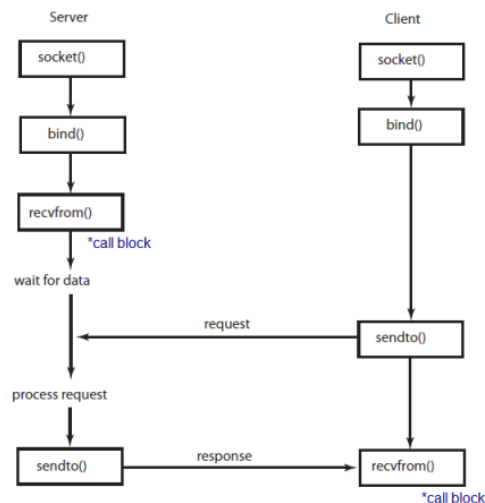 Server
Client
socket()
socket()
bind()
bind()
recvfrom()
*call block
wait for data
request
sendto()
process request
response
sendto()
recvfrom()
*call block